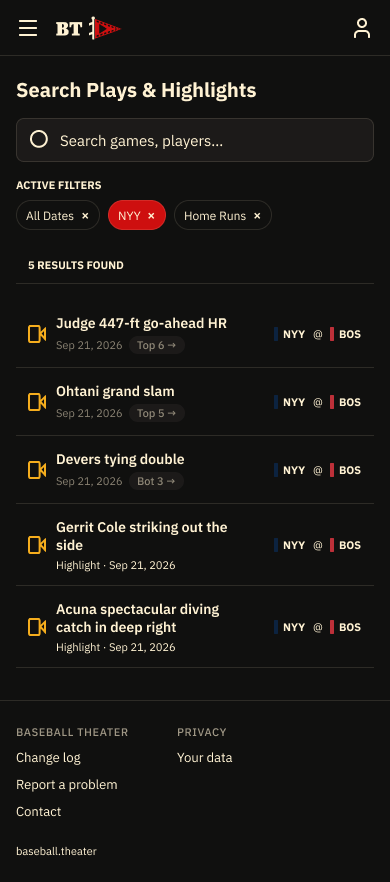 BT
Search Plays & Highlights
Search games, players...
ACTIVE FILTERS
All Dates × NYY × Home Runs ×
5 RESULTS FOUND
Judge 447-ft go-ahead HR
Sep 21, 2026 Top 6 →
NYY @ BOS
Ohtani grand slam
Sep 21, 2026 Top 5 →
NYY @ BOS
Devers tying double
Sep 21, 2026 Bot 3 →
NYY @ BOS
Gerrit Cole striking out the
side
Highlight · Sep 21, 2026
NYY @ BOS
Acuna spectacular diving
catch in deep right
Highlight · Sep 21, 2026
NYY @ BOS
BASEBALL THEATER
Change log
Report a problem
Contact
PRIVACY
Your data
baseball.theater